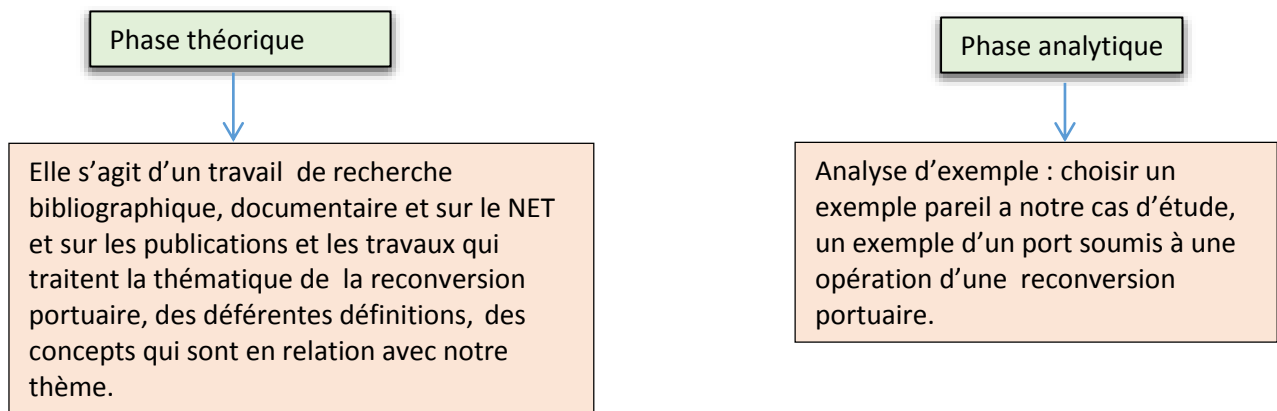 Phase théorique
Elle s’agit d’un travail de recherche
bibliographique, documentaire et sur le NET
et sur les publications et les travaux qui
traitent la thématique de la reconversion
portuaire, des déférentes définitions, des
concepts qui sont en relation avec notre
thème.
Phase analytique
Analyse d’exemple : choisir un
exemple pareil a notre cas d’étude,
un exemple d’un port soumis à une
opération d’une reconversion
portuaire.